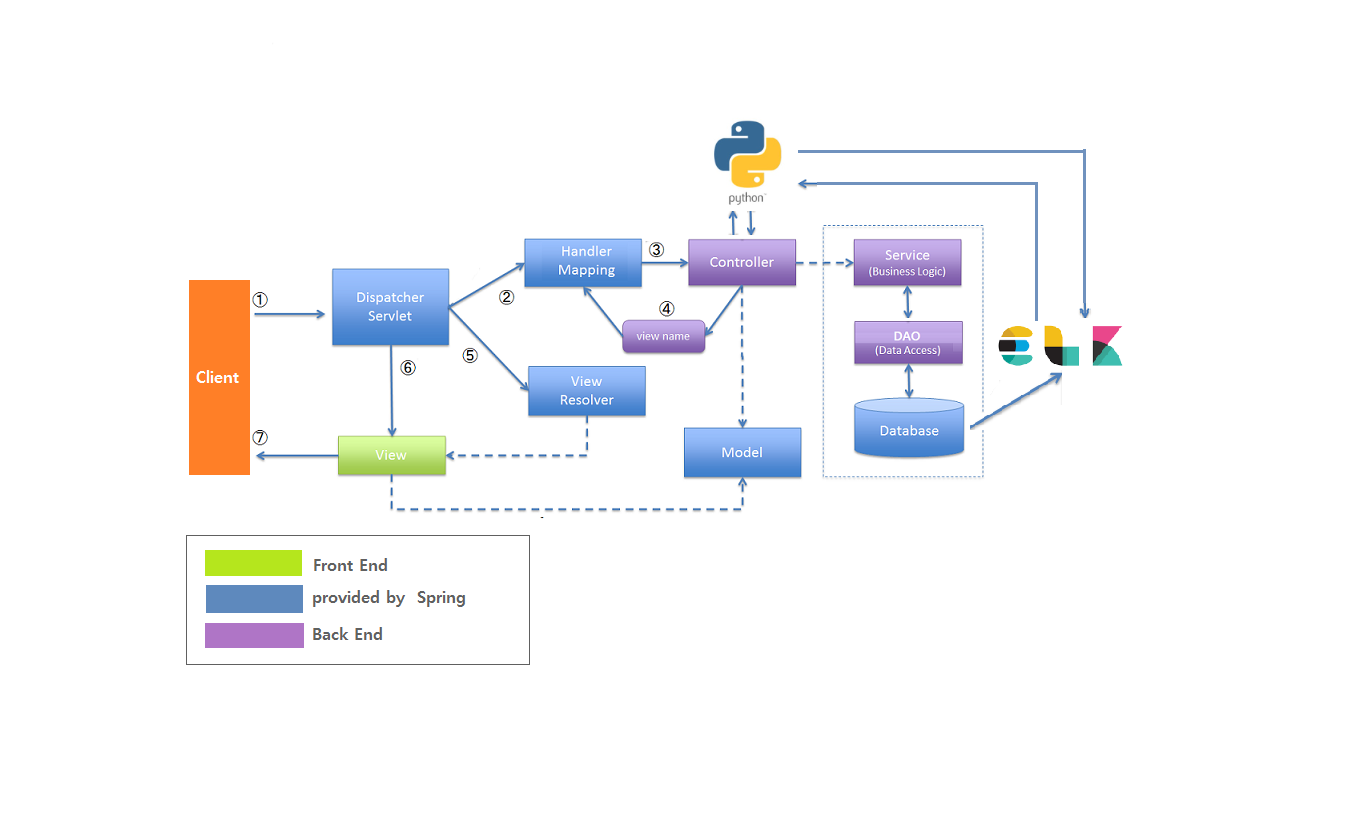 python
Handler
Mapping
③
Controller
Service
(Business Logic)
①
Dispatcher
Servlet
②
④
view name
DAO
(Data Access)
⑤
⑥
Client
View
Resolver
Database
⑦
View
Model
Front End
provided by Spring
Back End